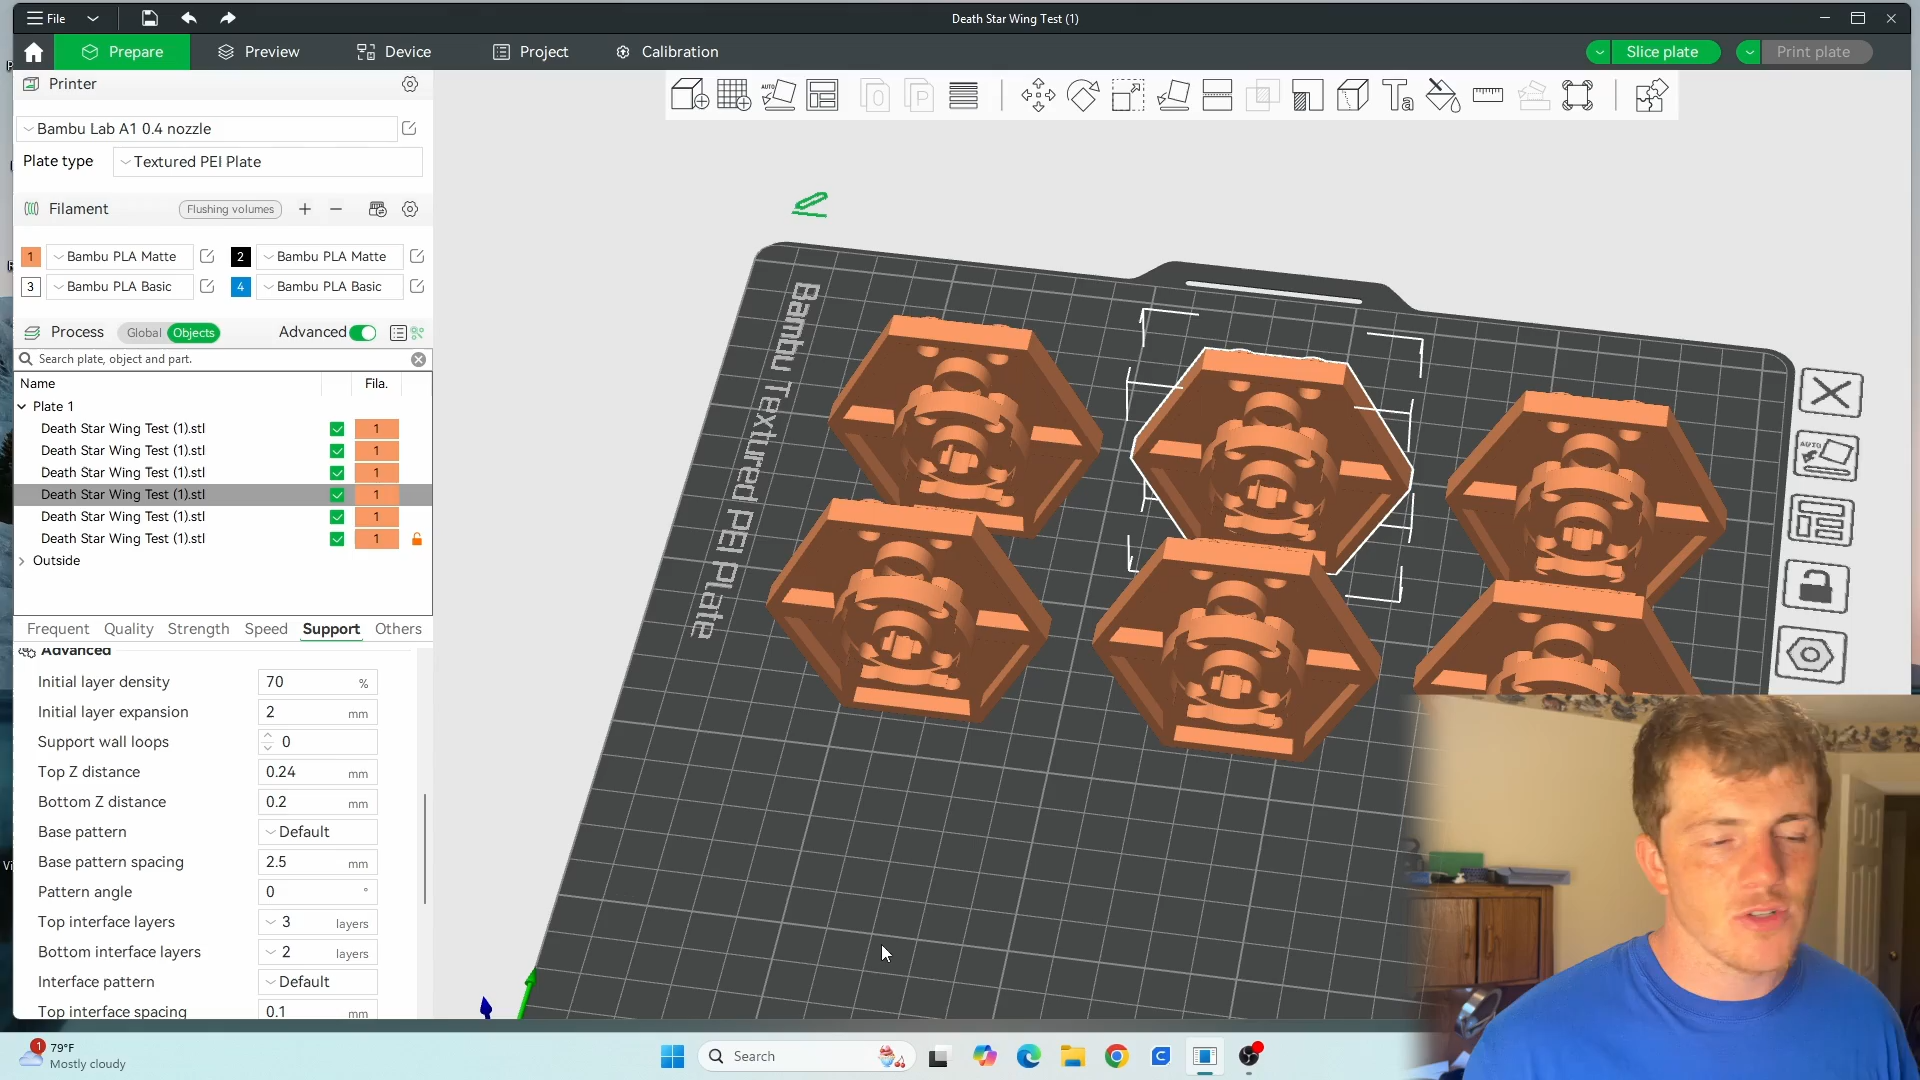 File
Death Star Wing Test (1)
Prepare
Preview
Device
Project
Calibration
Slice plate
Print plate
Printer
Bambu Lab A1 0.4 nozzle
Plate type
Textured PEI Plate
Filament
Flushing volumes
1 Bambu PLA Matte
2 Bambu PLA Matte
3 Bambu PLA Basic
4 Bambu PLA Basic
Process
Global
Objects
Advanced
Search plate, object and part.
Name
Fila.
Plate 1
Death Star Wing Test (1).stl 1
Death Star Wing Test (1).stl 1
Death Star Wing Test (1).stl 1
Death Star Wing Test (1).stl 1
Death Star Wing Test (1).stl 1
Death Star Wing Test (1).stl 1
Outside
Frequent
Quality
Strength
Speed
Support
Others
Advanced
Initial layer density 70 %
Initial layer expansion 2 mm
Support wall loops 0
Top Z distance 0.24 mm
Bottom Z distance 0.2 mm
Base pattern Default
Base pattern spacing 2.5 mm
Pattern angle 0 °
Top interface layers 3 layers
Bottom interface layers 2 layers
Interface pattern Default
Top interface spacing 0.1 mm
AUTO
0
P
Ta
Bambu Textured PEI Plate
AUTO
1
79°F
Mostly cloudy
Search